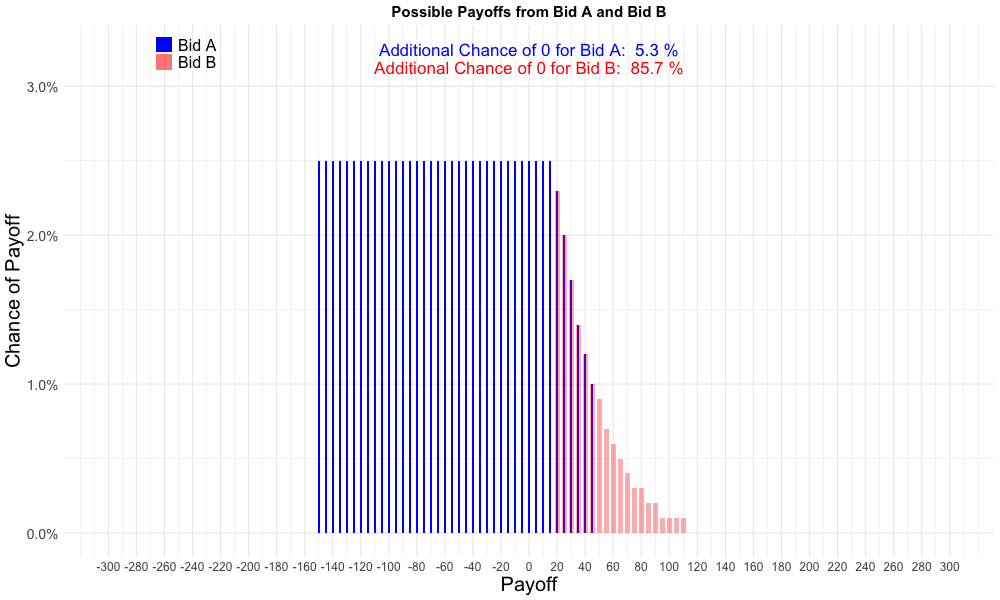 Possible Payoffs from Bid A and Bid B
Bid A
Bid B
Additional Chance of 0 for Bid A:  5.3 %
Additional Chance of 0 for Bid B:  85.7 %
Chance of Payoff
3.0%
2.0%
1.0%
0.0%
-300 -280 -260 -240 -220 -200 -180 -160 -140 -120 -100 -80 -60 -40 -20 0 20 40 60 80 100 120 140 160 180 200 220 240 260 280 300
Payoff